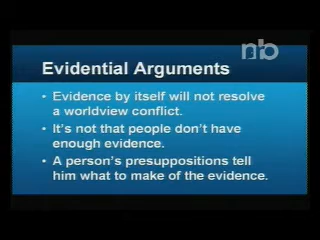 nb
Evidential Arguments
• Evidence by itself will not resolve
a worldview conflict.
• It's not that people don't have
enough evidence.
• A person's presuppositions tell
him what to make of the evidence.